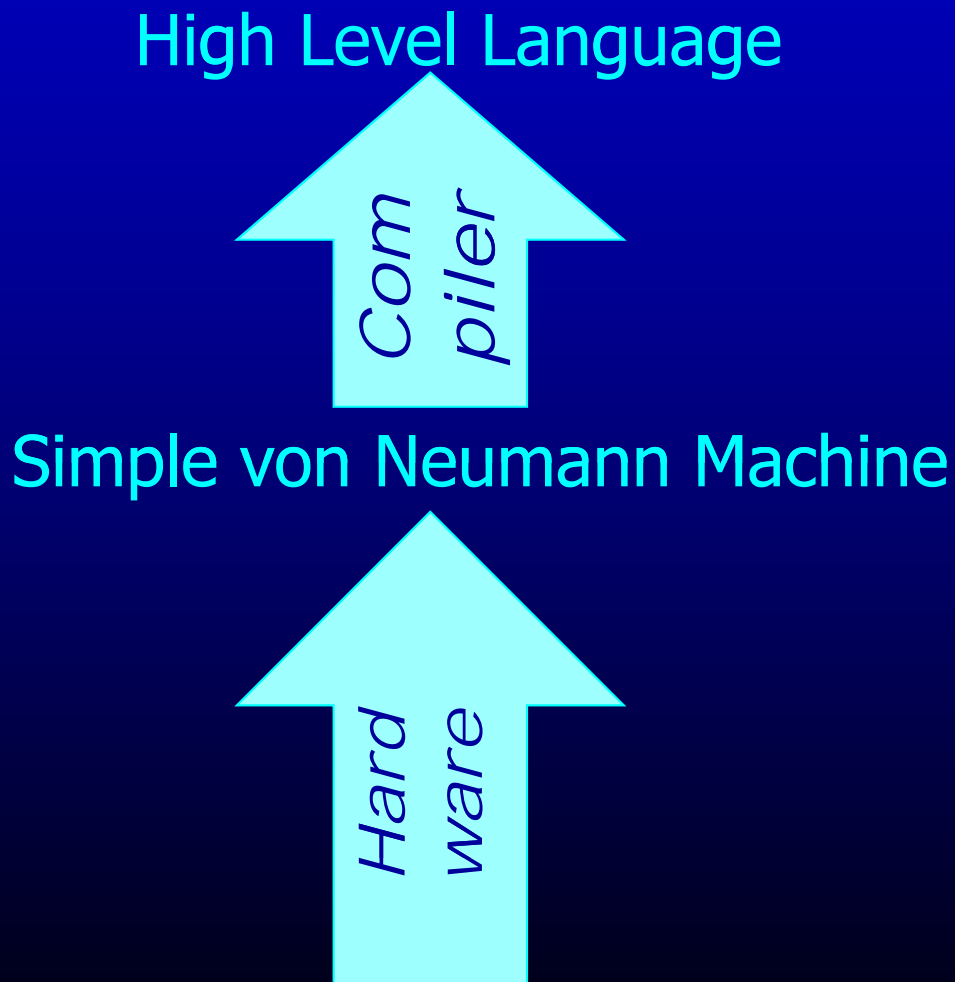 High Level Language
Com
piler
Simple von Neumann Machine
Hard
ware